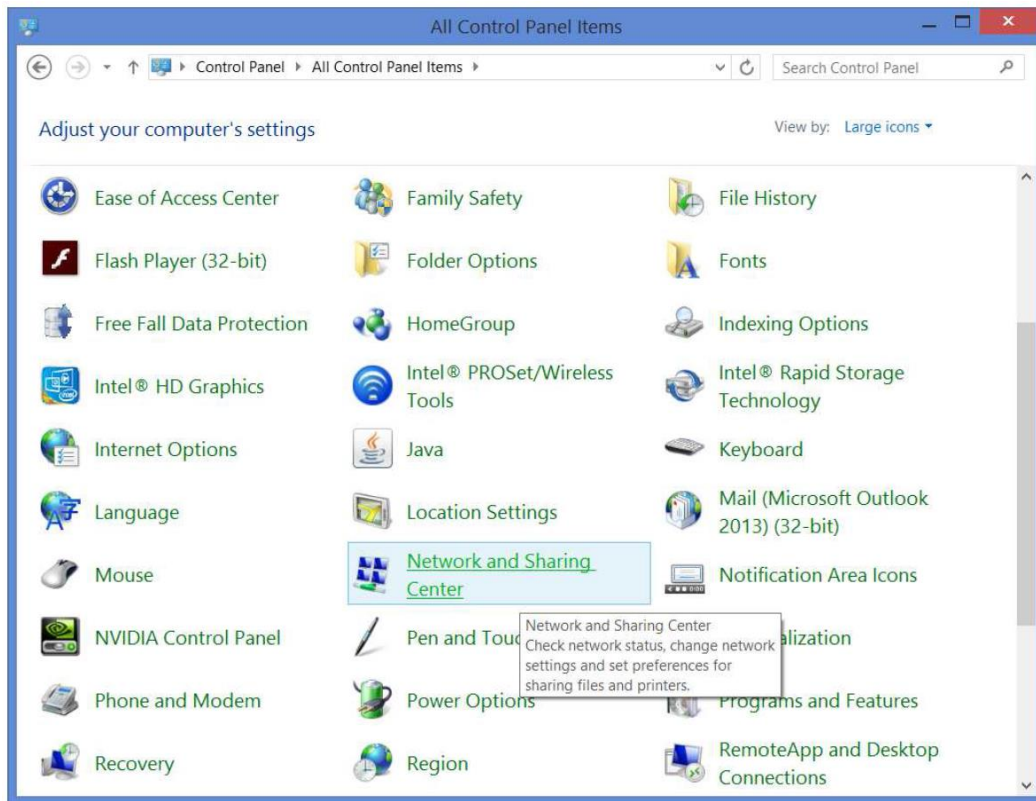 All Control Panel Items
Control Panel All Control Panel Items
Search Control Panel
Adjust your computer's settings
View by: Large icons
Ease of Access Center
Family Safety
File History
Flash Player (32-bit)
Folder Options
Fonts
Free Fall Data Protection
HomeGroup
Indexing Options
Intel® HD Graphics
Intel® PROSet/Wireless
Tools
Intel® Rapid Storage
Technology
Internet Options
Java
Keyboard
Language
Location Settings
Mail (Microsoft Outlook
2013) (32-bit)
Mouse
Network and Sharing
Center
Notification Area Icons
NVIDIA Control Panel
Pen and Touc
Network and Sharing Center
Check network status, change network
settings and set preferences for
sharing files and printers.
alization
Phone and Modem
Power Options
Programs and Features
Recovery
Region
RemoteApp and Desktop
Connections